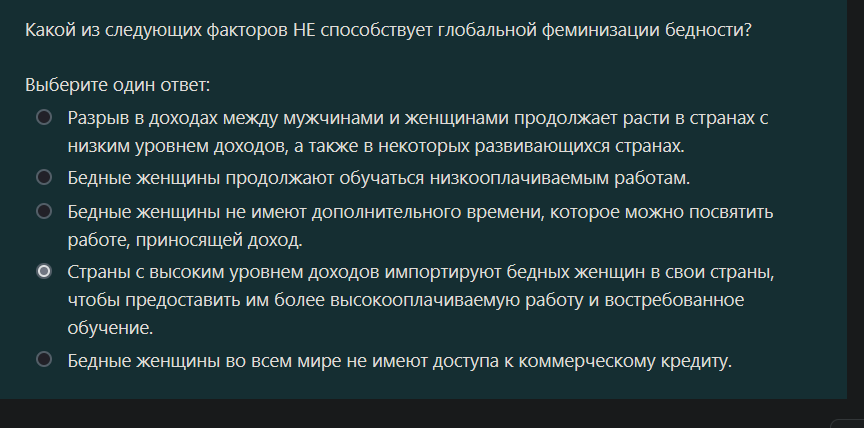 Какой из следующих факторов НЕ способствует глобальной феминизации бедности?
Выберите один ответ:
Разрыв в доходах между мужчинами и женщинами продолжает расти в странах с
низким уровнем доходов, а также в некоторых развивающихся странах.
Бедные женщины продолжают обучаться низкооплачиваемым работам.
Бедные женщины не имеют дополнительного времени, которое можно посвятить
работе, приносящей доход.
Страны с высоким уровнем доходов импортируют бедных женщин в свои страны,
чтобы предоставить им более высокооплачиваемую работу и востребованное
обучение.
Бедные женщины во всем мире не имеют доступа к коммерческому кредиту.